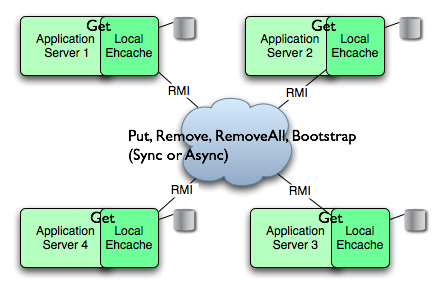 Get
Application
Server 1
Local
Ehcache
Get
Application
Server 2
Local
Ehcache
RMI
RMI
Put, Remove, RemoveAll, Bootstrap
(Sync or Async)
RMI
RMI
Get
Application
Server 4
Local
Ehcache
Get
Application
Server 3
Local
Ehcache